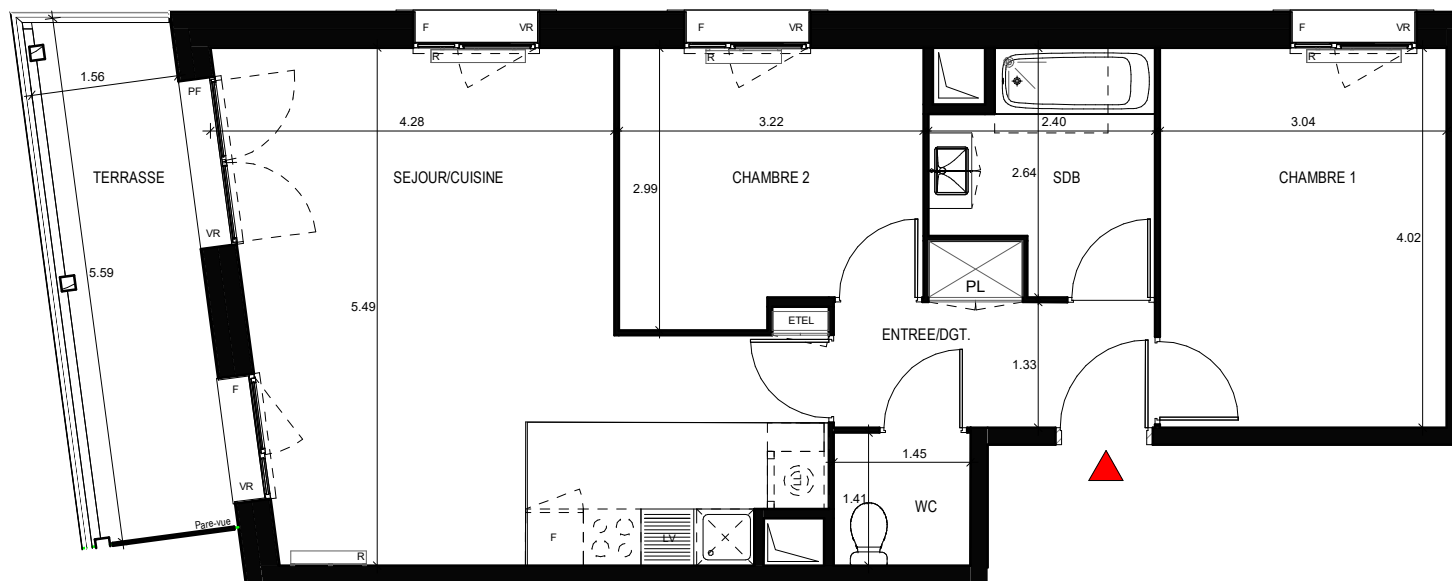 F VR
F VR
F VR
R
R
R
1.56
PF
4.28
3.22
2.40
3.04
TERRASSE
SEJOUR/CUISINE
CHAMBRE 2
2.64
SDB
CHAMBRE 1
2.99
VR
4.02
5.59
PL
5.49
ETEL
ENTREE/DGT.
1.33
F
1.45
VR
1.41
WC
Pare-vue
F
LV
R